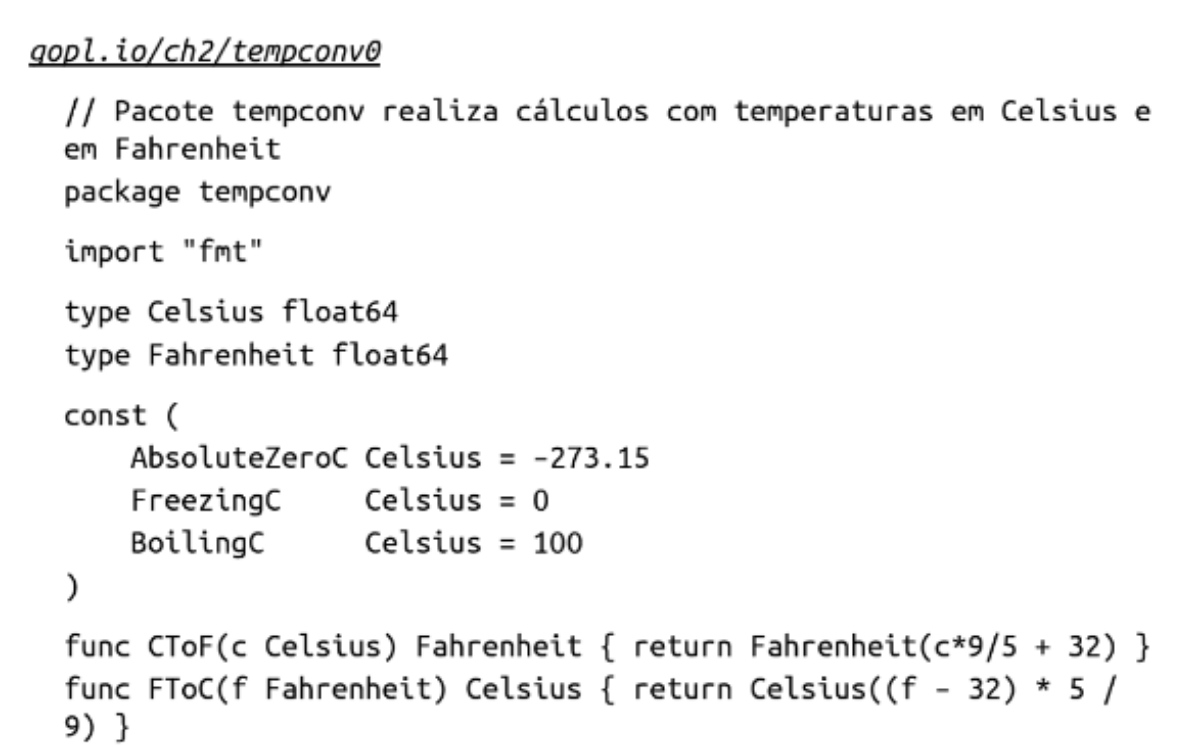 gopl.io/ch2/tempconv0
// Pacote tempconv realiza cálculos com temperaturas em Celsius e
em Fahrenheit
package tempconv
import "fmt"
type Celsius float64
type Fahrenheit float64
const (
    AbsoluteZeroC Celsius = -273.15
    FreezingC     Celsius = 0
    BoilingC      Celsius = 100
)
func CToF(c Celsius) Fahrenheit { return Fahrenheit(c*9/5 + 32) }
func FToC(f Fahrenheit) Celsius { return Celsius((f - 32) * 5 /
9) }